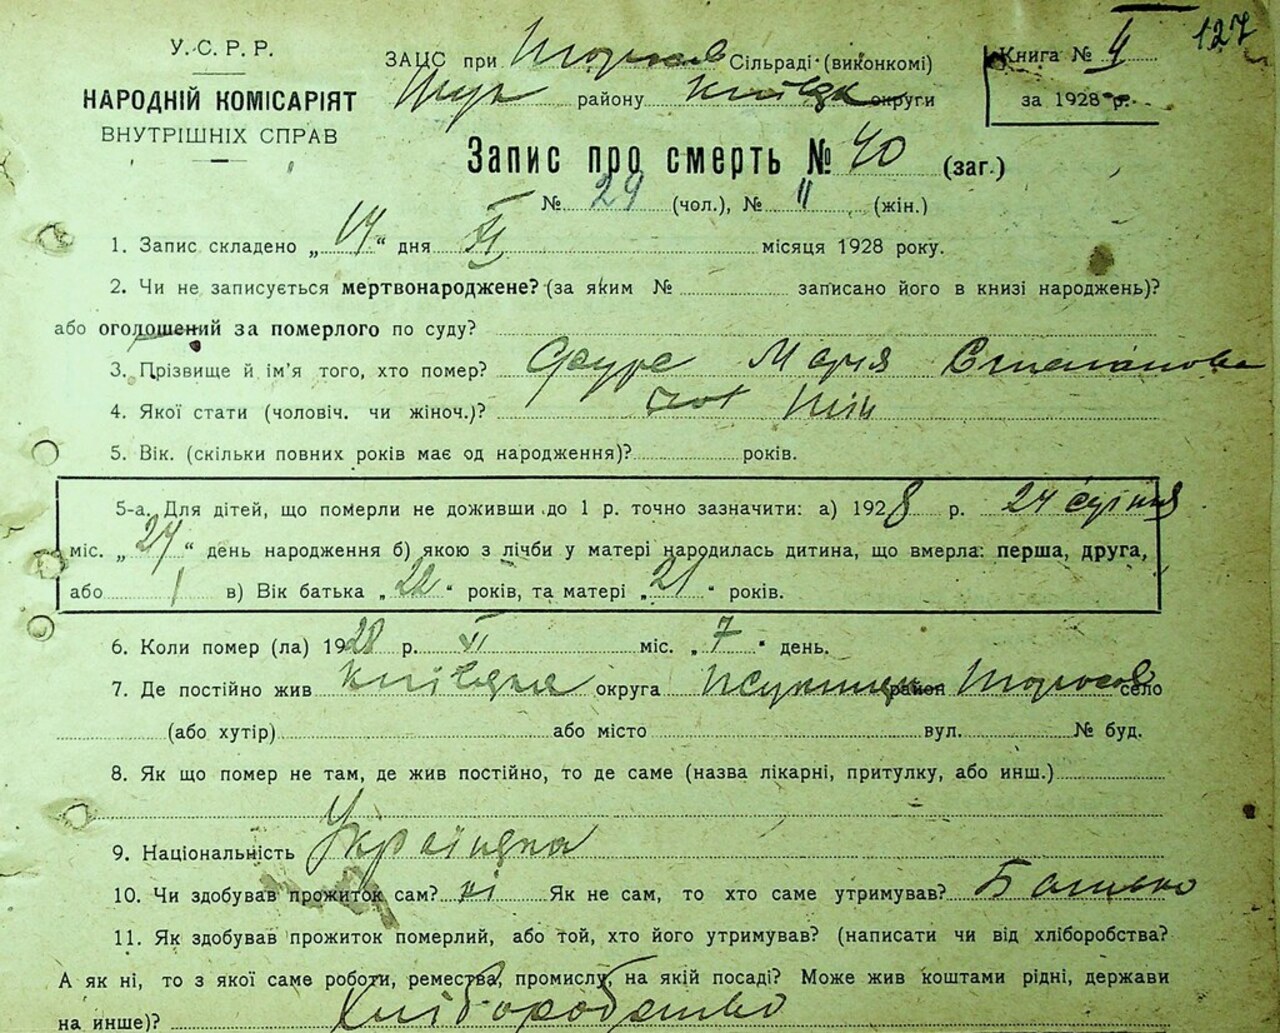 127
У.С.Р.Р.
НАРОДНІЙ КОМІСАРІЯТ
ВНУТРІШНІХ СПРАВ
ЗАЦС при Сільраді (виконкомі)
району округи
Книга № II
за 1928 р.
Запис про смерть № 40 (заг.)
№ 29 (чол.), № 11 (жін.)
1. Запис складено „ 14 “ дня XI місяця 1928 року.
2. Чи не записується мертвонароджене? (за яким № записано його в книзі народжень)?
або оголошений за померлого по суду?
3. Прізвище й ім'я того, хто помер? Марія Степанова
4. Якої стати (чоловіч. чи жіноч.)? жін
5. Вік. (скільки повних років має од народження)? років.
5-а. Для дітей, що померли не доживши до 1 р. точно зазначити: а) 1928 р. 24 серпня
міс. „ 24 “ день народження б) якою з лічби у матері народилась дитина, що вмерла: перша, друга,
або 1 в) Вік батька „ 22 “ років, та матері „ 21 “ років.
6. Коли помер (ла) 1928 р. XI міс. „ 7 “ день.
7. Де постійно жив Київська округа район село
(або хутір) або місто вул. № буд.
8. Як що помер не там, де жив постійно, то де саме (назва лікарні, притулку, або инш.)
9. Національність Українка
10. Чи здобував прожиток сам? ні Як не сам, то хто саме утримував? Батько
11. Як здобував прожиток померлий, або той, хто його утримував? (написати чи від хліборобства?
А як ні, то з якої саме роботи, ремества, промислу, на якій посаді? Може жив коштами рідні, держави
на инше)? Хліборобство